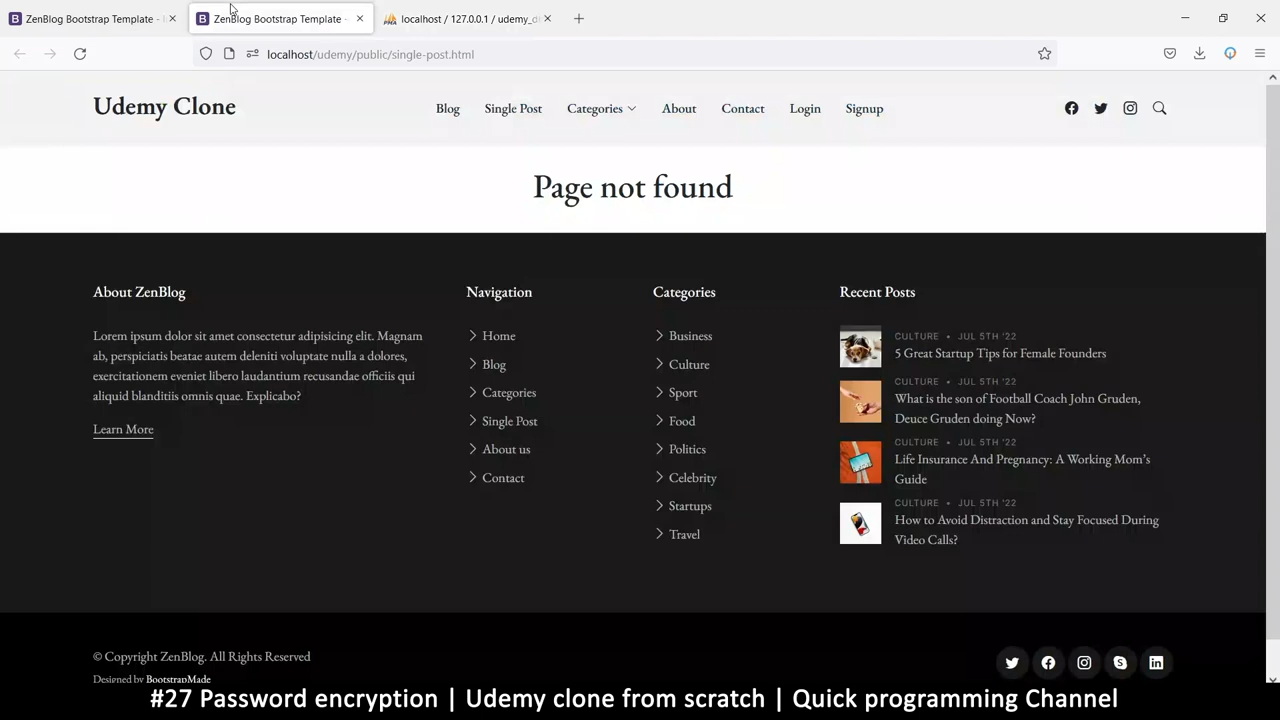 ZenBlog Bootstrap Template -
ZenBlog Bootstrap Template -
localhost / 127.0.0.1 / udemy_d
localhost/udemy/public/single-post.html
Udemy Clone
Blog
Single Post
Categories
About
Contact
Login
Signup
Page not found
About ZenBlog
Lorem ipsum dolor sit amet consectetur adipisicing elit. Magnam
ab, perspiciatis beatae autem deleniti voluptate nulla a dolores,
exercitationem eveniet libero laudantium recusandae officiis qui
aliquid blanditiis omnis quae. Explicabo?
Learn More
Navigation
Home
Blog
Categories
Single Post
About us
Contact
Categories
Business
Culture
Sport
Food
Politics
Celebrity
Startups
Travel
Recent Posts
CULTURE • JUL 5TH '22
5 Great Startup Tips for Female Founders
CULTURE • JUL 5TH '22
What is the son of Football Coach John Gruden,
Deuce Gruden doing Now?
CULTURE • JUL 5TH '22
Life Insurance And Pregnancy: A Working Mom's
Guide
CULTURE • JUL 5TH '22
How to Avoid Distraction and Stay Focused During
Video Calls?
© Copyright ZenBlog. All Rights Reserved
Designed by BootstrapMade
#27 Password encryption | Udemy clone from scratch | Quick programming Channel